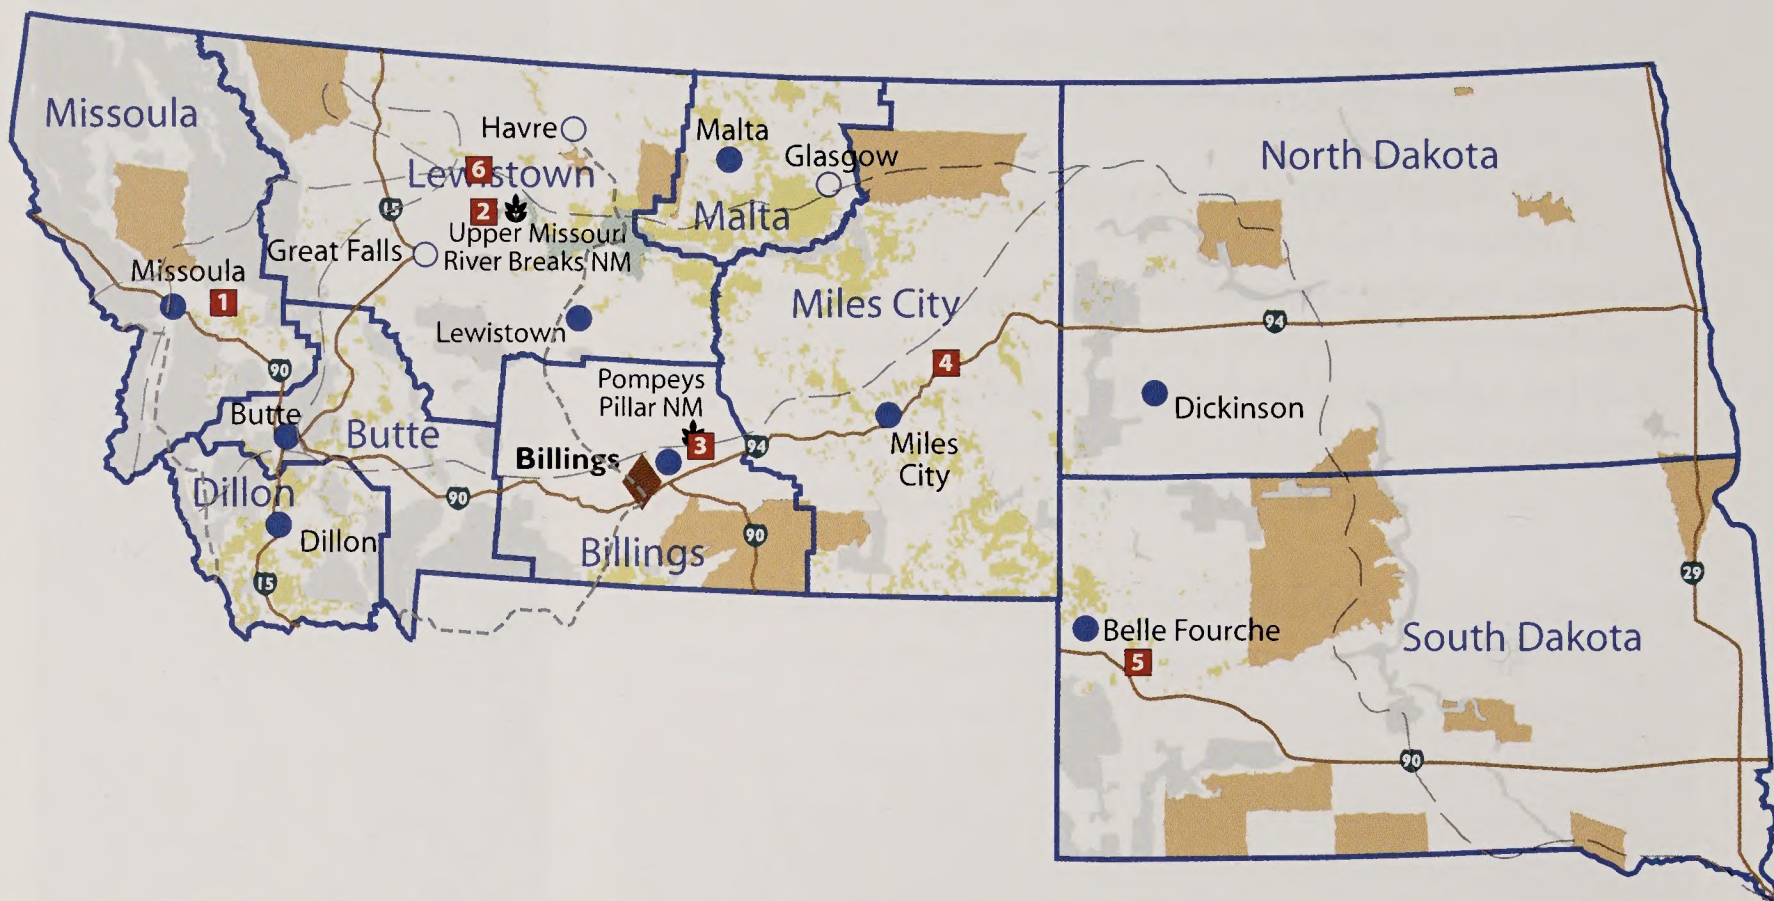 Missoula
Havre
Malta
Glasgow
North Dakota
6
Lewistown
2
Malta
15
Upper Missouri
River Breaks NM
Great Falls
Missoula
1
Miles City
94
Lewistown
4
90
Pompeys
Pillar NM
Dickinson
Butte
Butte
3
94
Miles
City
Billings
Dillon
90
Dillon
90
Billings
15
29
Belle Fourche
South Dakota
5
90